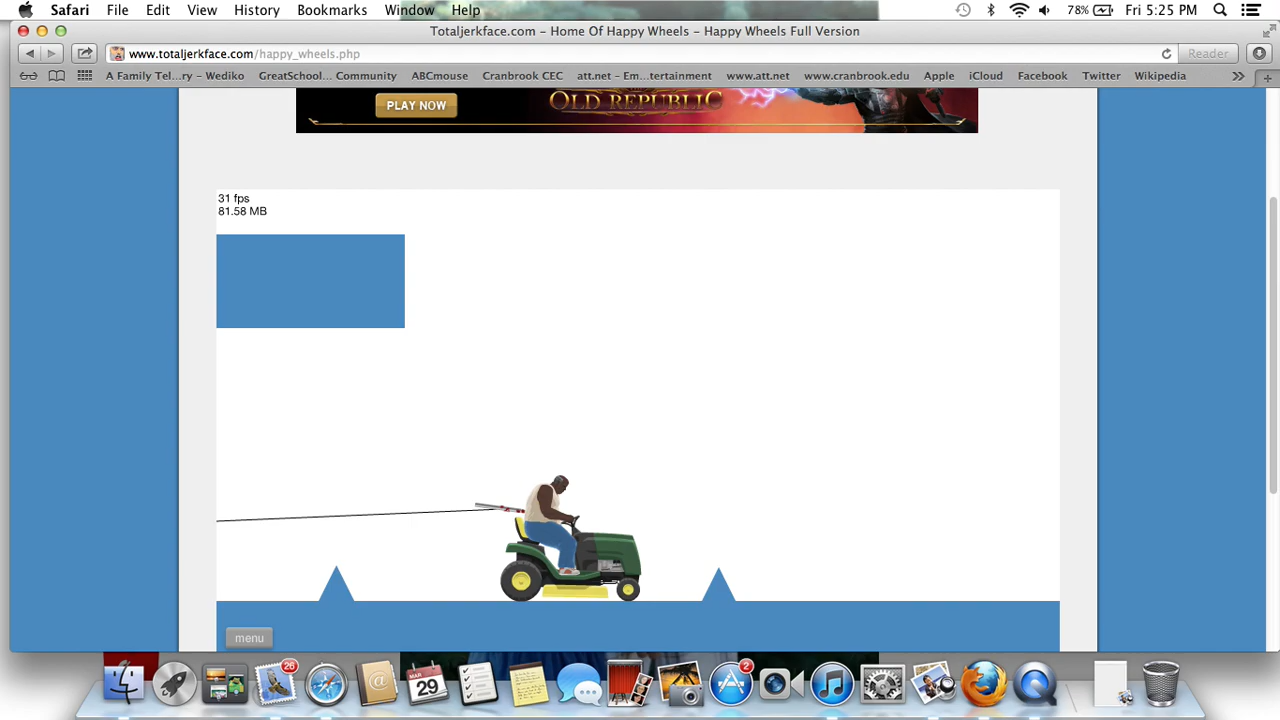 Safari File Edit View History Bookmarks Window Help 78% Fri 5:25 PM
Totaljerkface.com – Home Of Happy Wheels – Happy Wheels Full Version
www.totaljerkface.com/happy_wheels.php Reader
A Family Tel...ry – Wediko GreatSchool... Community ABCmouse Cranbrook CEC att.net – Em...tertainment www.att.net www.cranbrook.edu Apple iCloud Facebook Twitter Wikipedia
PLAY NOW OLD REPUBLIC
31 fps
81.58 MB
menu
26
MAR
29
2